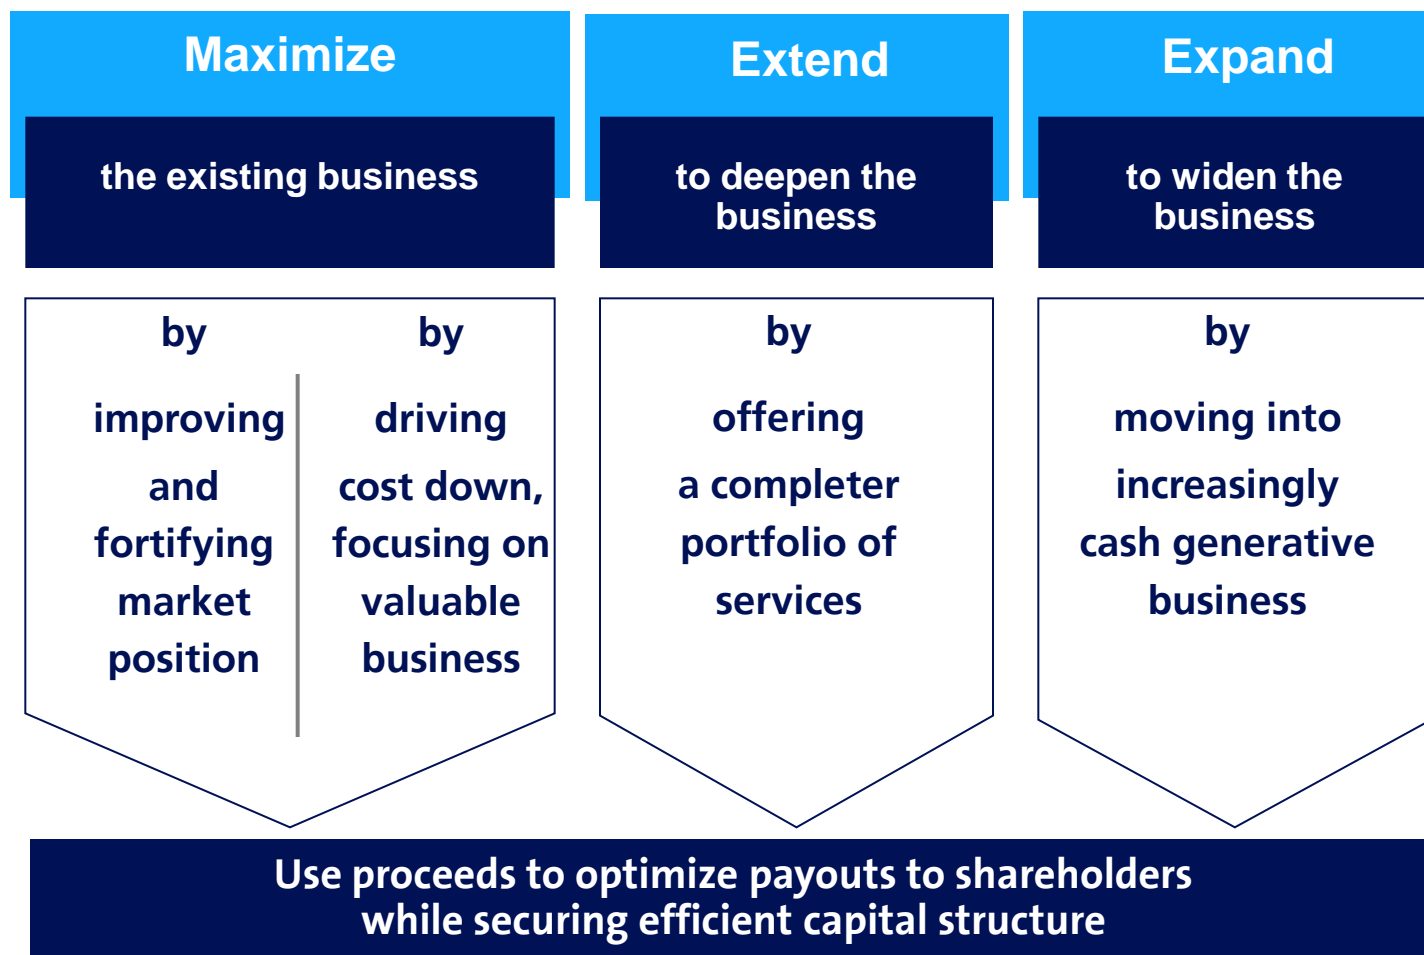 Maximize
the existing business
by
improving
and
fortifying
market
position
by
driving
cost down,
focusing on
valuable
business
Extend
to deepen the
business
by
offering
a completer
portfolio of
services
Expand
to widen the
business
by
moving into
increasingly
cash generative
business
Use proceeds to optimize payouts to shareholders
while securing efficient capital structure